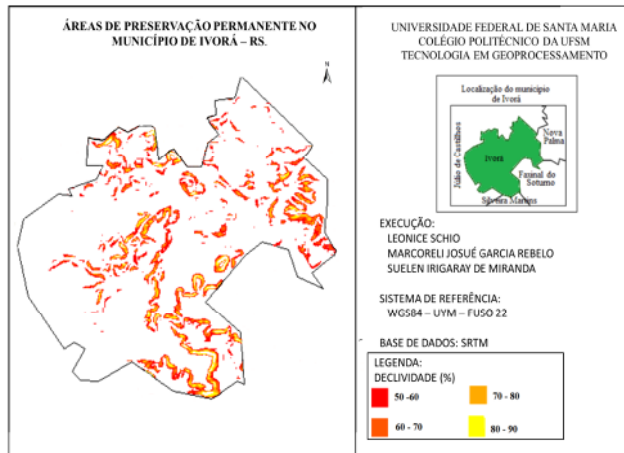 ÁREAS DE PRESERVAÇÃO PERMANENTE NO
MUNICÍPIO DE IVORÁ – RS.
N
UNIVERSIDADE FEDERAL DE SANTA MARIA
COLÉGIO POLITÉCNICO DA UFSM
TECNOLOGIA EM GEOPROCESSAMENTO
Localização do município
de Ivorá
Júlio de Castilhos
Nova
Palma
Ivorá
Faxinal do
Soturno
Silveira Martins
EXECUÇÃO:
LEONICE SCHIO
MARCORELI JOSUÉ GARCIA REBELO
SUELEN IRIGARAY DE MIRANDA
SISTEMA DE REFERÊNCIA:
WGS84 – UYM – FUSO 22
BASE DE DADOS: SRTM
LEGENDA:
DECLIVIDADE (%)
50 -60
70 - 80
60 - 70
80 - 90